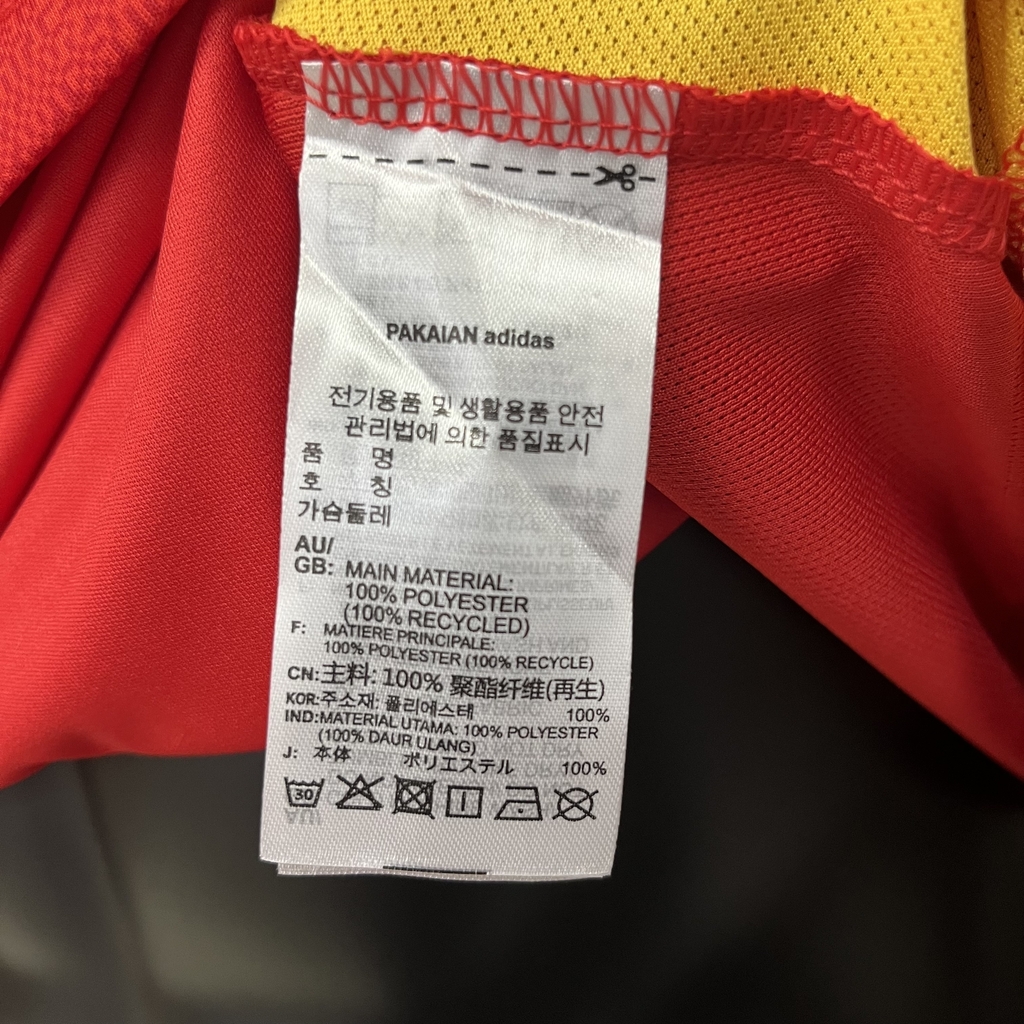 PAKAIAN adidas
전기용품 및 생활용품 안전
관리법에 의한 품질표시
품 명
호 칭
가슴둘레
AU/
GB: MAIN MATERIAL:
100% POLYESTER
(100% RECYCLED)
F: MATIERE PRINCIPALE:
100% POLYESTER (100% RECYCLE)
CN:主料: 100% 聚酯纤维(再生)
KOR:주소재: 폴리에스테 100%
IND:MATERIAL UTAMA: 100% POLYESTER
(100% DAUR ULANG)
J: 本体 ポリエステル 100%
30